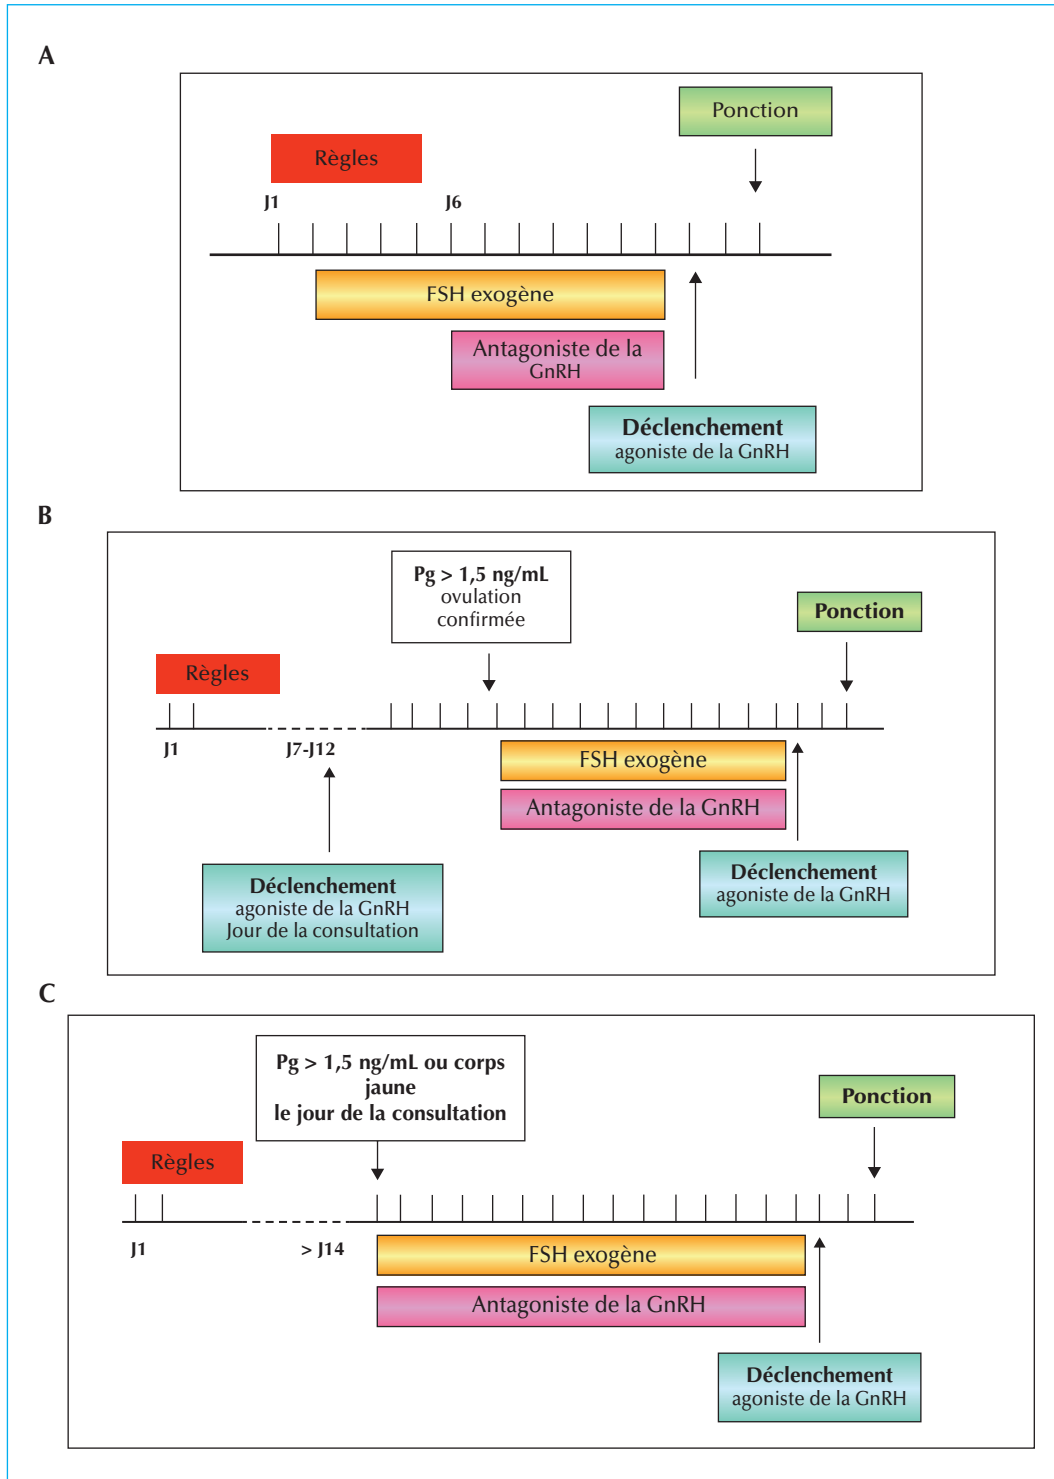 A
Ponction
Règles
J1
J6
FSH exogène
Antagoniste de la
GnRH
Déclenchement
agoniste de la GnRH
B
Pg > 1,5 ng/mL
ovulation
confirmée
Ponction
Règles
J1
J7-J12
FSH exogène
Antagoniste de la GnRH
Déclenchement
agoniste de la GnRH
Jour de la consultation
Déclenchement
agoniste de la GnRH
C
Pg > 1,5 ng/mL ou corps
jaune
le jour de la consultation
Ponction
Règles
J1
> J14
FSH exogène
Antagoniste de la GnRH
Déclenchement
agoniste de la GnRH